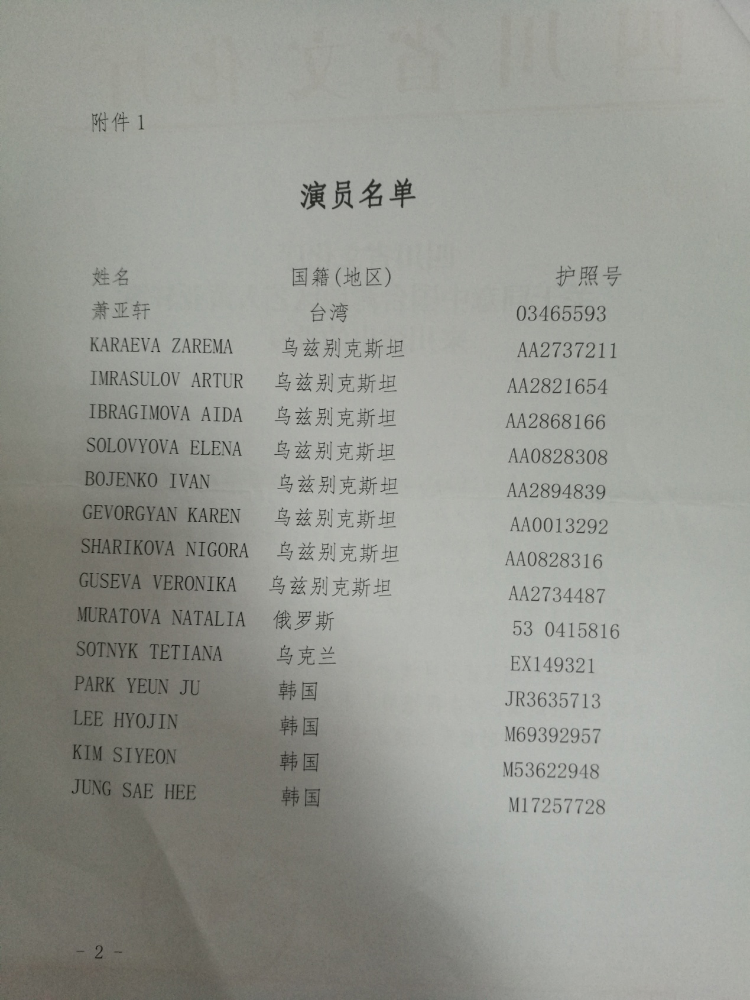 附件1
演员名单
姓名 国籍(地区) 护照号
萧亚轩 台湾 03465593
KARAEVA ZAREMA 乌兹别克斯坦 AA2737211
IMRASULOV ARTUR 乌兹别克斯坦 AA2821654
IBRAGIMOVA AIDA 乌兹别克斯坦 AA2868166
SOLOVYOVA ELENA 乌兹别克斯坦 AA0828308
BOJENKO IVAN 乌兹别克斯坦 AA2894839
GEVORGYAN KAREN 乌兹别克斯坦 AA0013292
SHARIKOVA NIGORA 乌兹别克斯坦 AA0828316
GUSEVA VERONIKA 乌兹别克斯坦 AA2734487
MURATOVA NATALIA 俄罗斯 53 0415816
SOTNYK TETIANA 乌克兰 EX149321
PARK YEUN JU 韩国 JR3635713
LEE HYOJIN 韩国 M69392957
KIM SIYEON 韩国 M53622948
JUNG SAE HEE 韩国 M17257728
- 2 -